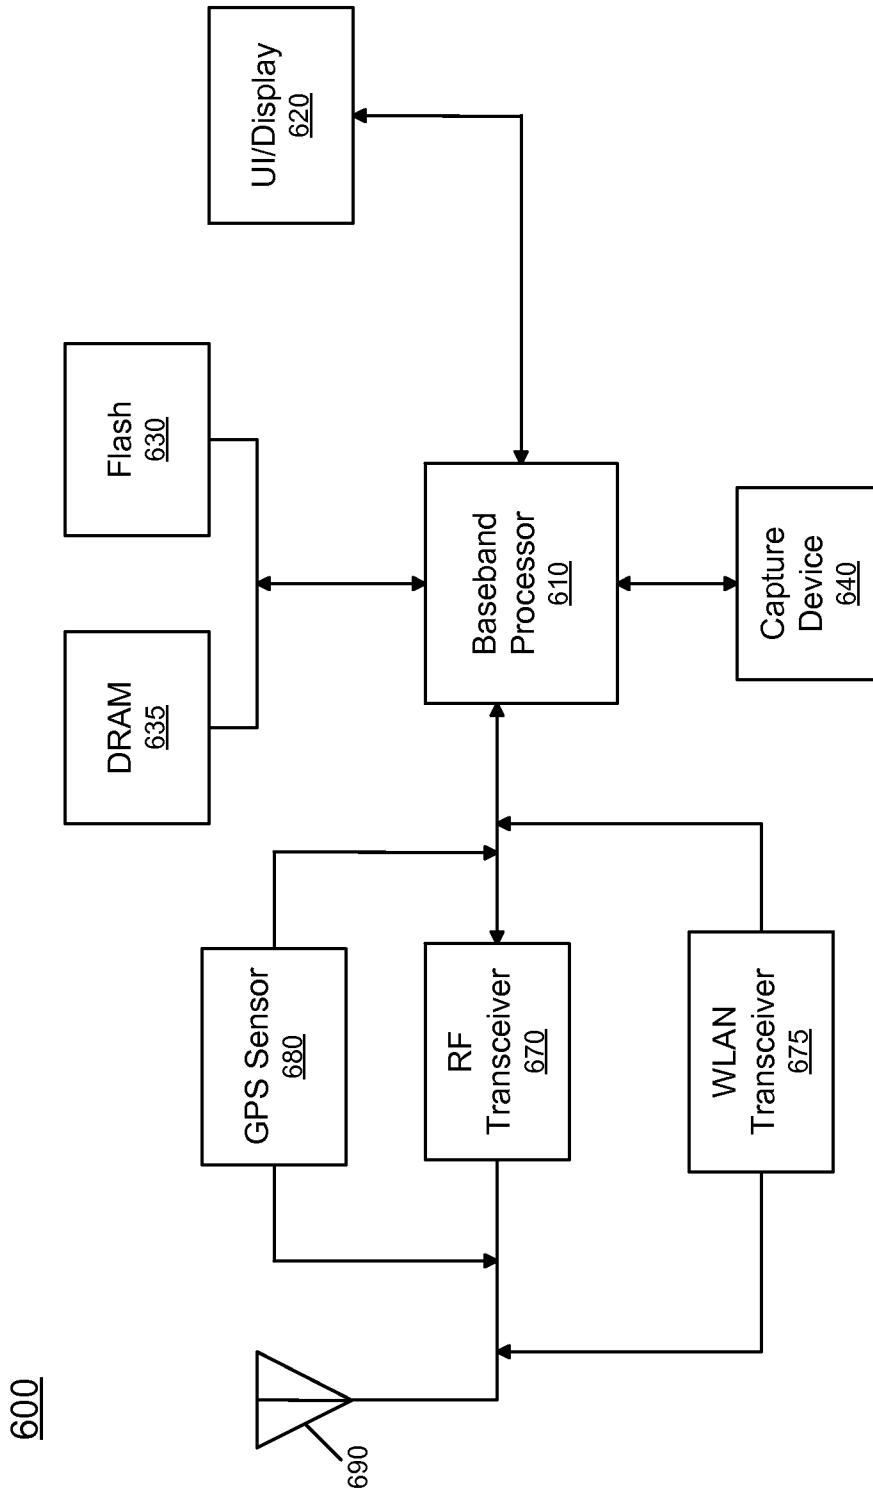 600
690
GPS Sensor
680
RF
Transceiver
670
WLAN
Transceiver
675
DRAM
635
Flash
630
Baseband
Processor
610
Capture
Device
640
UI/Display
620